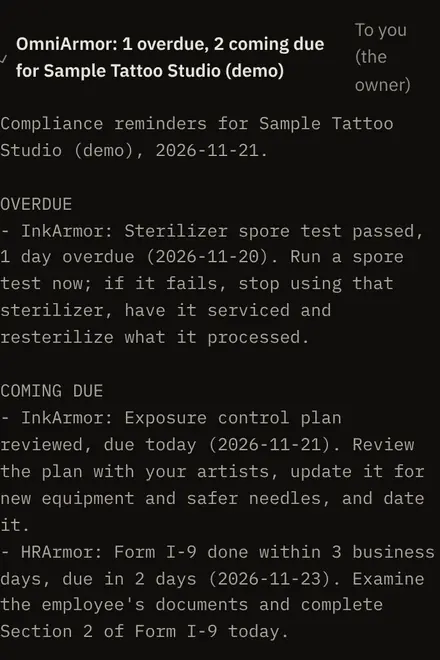 OmniArmor: 1 overdue, 2 coming due
for Sample Tattoo Studio (demo)
To you
(the
owner)
Compliance reminders for Sample Tattoo
Studio (demo), 2026-11-21.
OVERDUE
- InkArmor: Sterilizer spore test passed,
1 day overdue (2026-11-20). Run a spore
test now; if it fails, stop using that
sterilizer, have it serviced and
resterilize what it processed.
COMING DUE
- InkArmor: Exposure control plan
reviewed, due today (2026-11-21). Review
the plan with your artists, update it for
new equipment and safer needles, and date
it.
- HRArmor: Form I-9 done within 3 business
days, due in 2 days (2026-11-23). Examine
the employee's documents and complete
Section 2 of Form I-9 today.